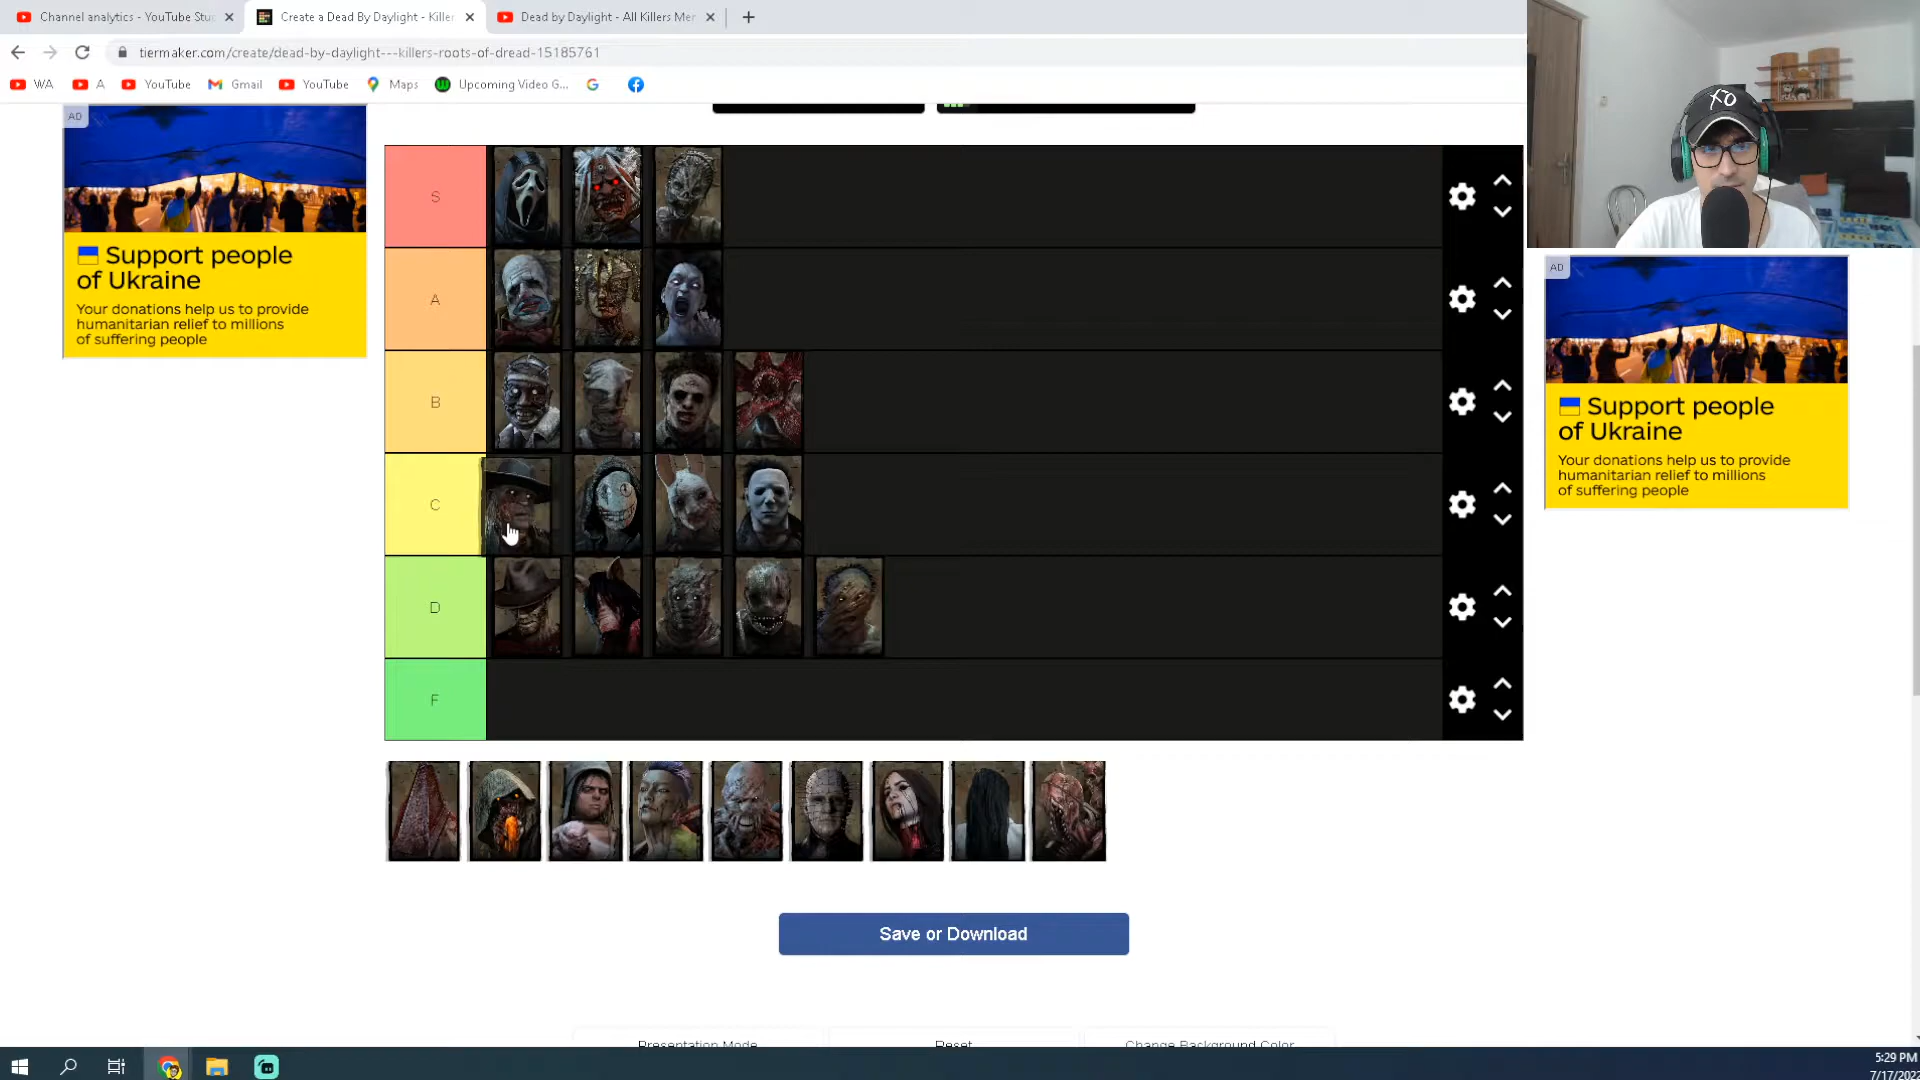 Channel analytics - YouTube Stu
Create a Dead By Daylight - Killer
Dead by Daylight - All Killers Mer
tiermaker.com/create/dead-by-daylight---killers-roots-of-dread-15185761
WA
A
YouTube
Gmail
YouTube
Maps
Upcoming Video G...
AD
Support people
of Ukraine
Your donations help us to provide
humanitarian relief to millions
of suffering people
S
A
B
C
D
F
XO
AD
Support people
of Ukraine
Your donations help us to provide
humanitarian relief to millions
of suffering people
Save or Download
Presentation Mode
Reset
Change Background Color
5:29 PM
7/17/202